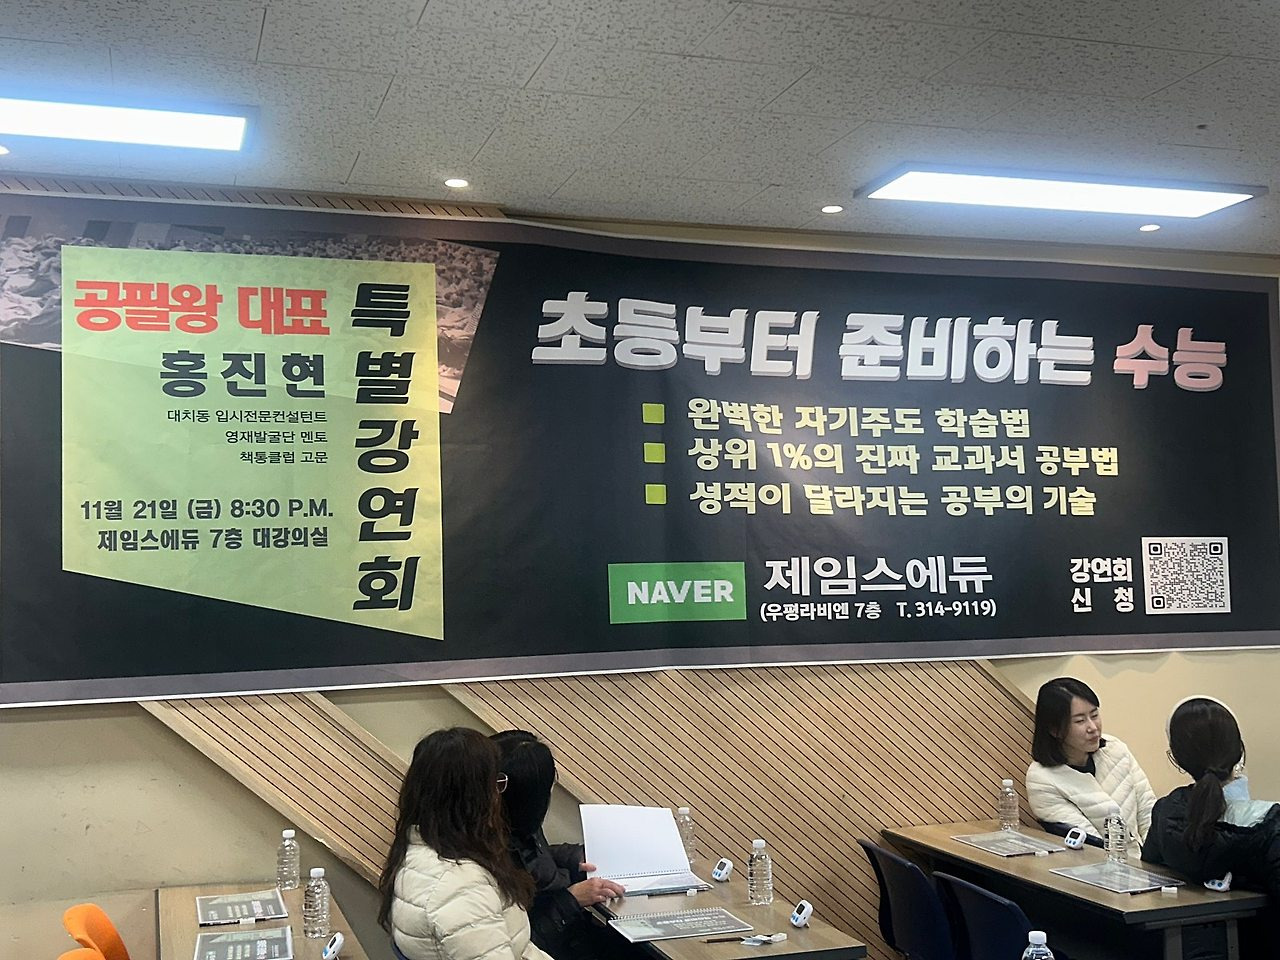 공필왕 대표
홍진현
대치동 입시전문컨설턴트
영재발굴단 멘토
책통클럽 고문
11월 21일 (금) 8:30 P.M.
제임스에듀 7층 대강의실
특별강연회
초등부터 준비하는 수능
완벽한 자기주도 학습법
상위 1%의 진짜 교과서 공부법
성적이 달라지는 공부의 기술
NAVER 제임스에듀
(우평라비엔 7층 T. 314-9119)
강연회
신 청